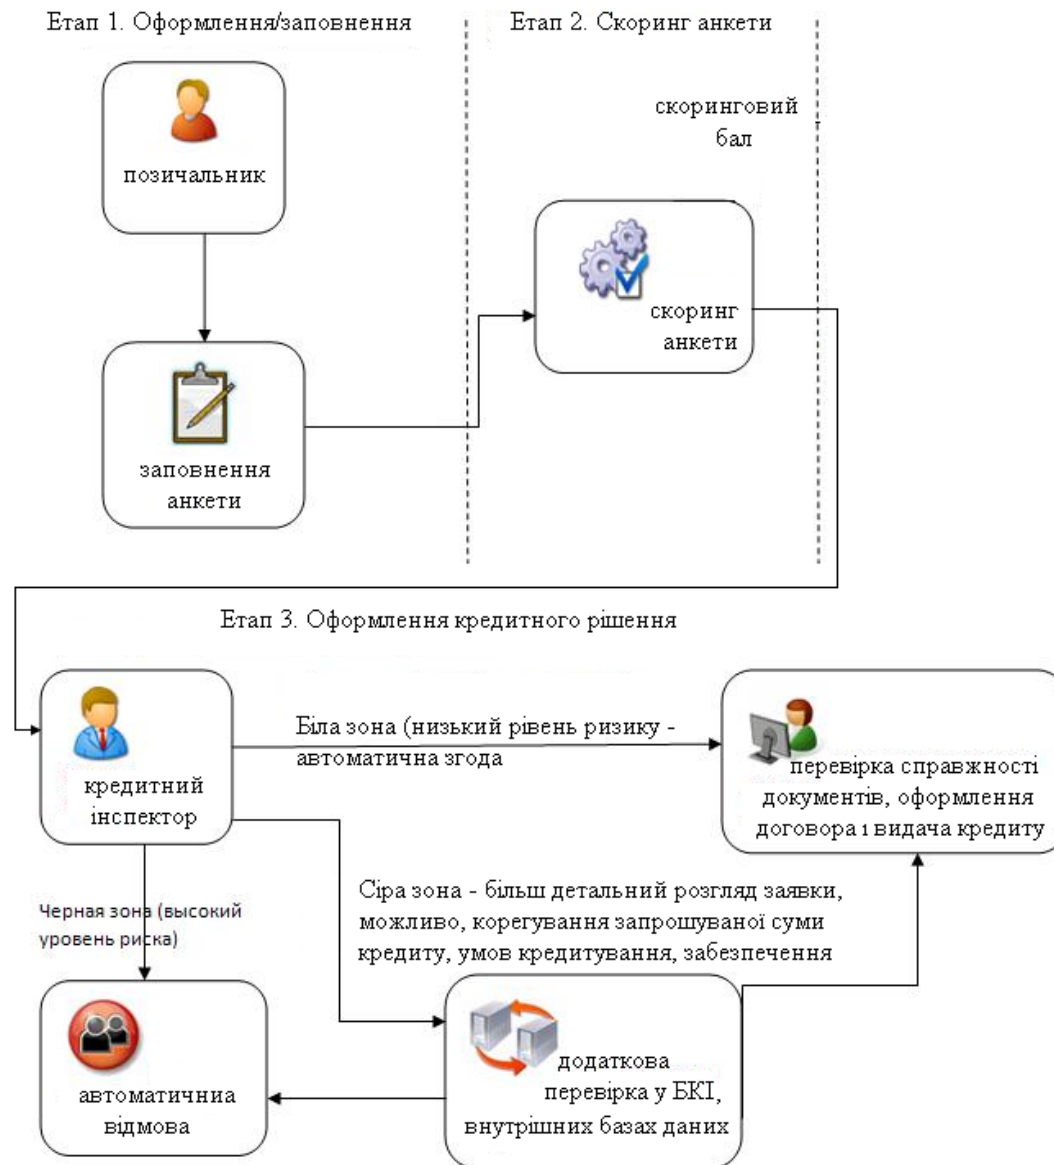 Етап 1. Оформлення/заповнення
Етап 2. Скоринг анкети
скоринговий
бал
позичальник
скоринг
анкети
заповнення
анкети
Етап 3. Оформлення кредитного рішення
Біла зона (низький рівень ризику -
автоматична згода
кредитний
інспектор
перевірка справжності
документів, оформлення
договора і видача кредиту
Черная зона (высокий
уровень риска)
Сіра зона - більш детальний розгляд заявки,
можливо, корегування запрошуваної суми
кредиту, умов кредитування, забезпечення
автоматичниа
відмова
додаткова
перевірка у БКІ,
внутрішних базах даних